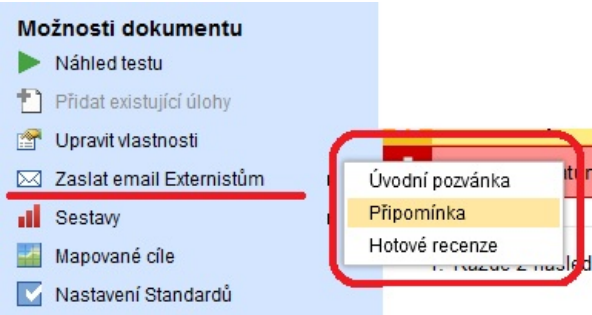 Možnosti dokumentu
Náhled testu
Přidat existující úlohy
Upravit vlastnosti
Zaslat email Externistům
Sestavy
Mapované cíle
Nastavení Standardů
Úvodní pozvánka
Připomínka
Hotové recenze